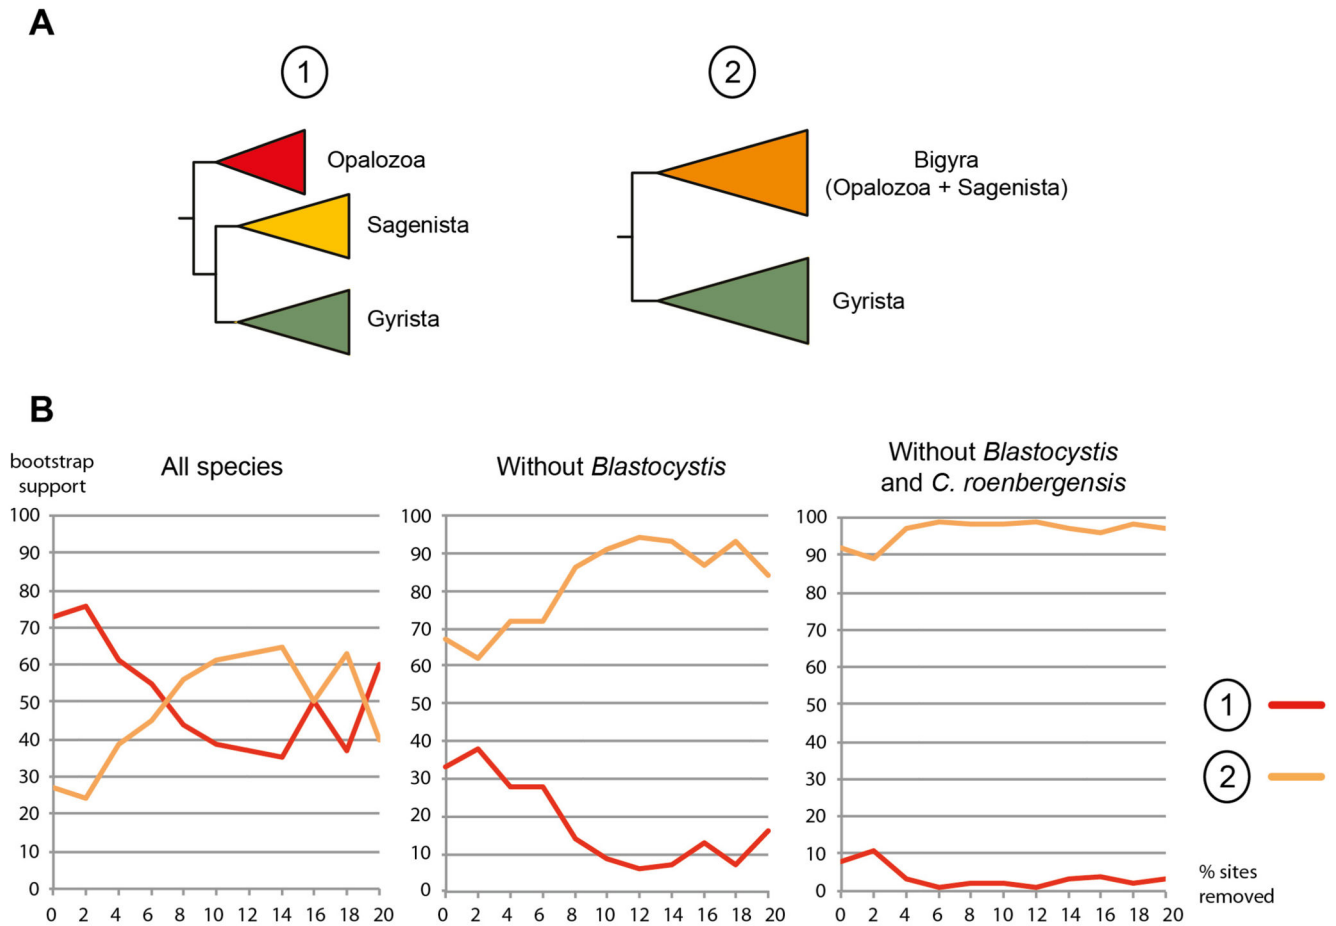 A
1
2
Opalozoa
Sagenista
Gyrista
Bigyra
(Opalozoa + Sagenista)
Gyrista
B
bootstrap
support
All species
100
90
80
70
60
50
40
30
20
10
0
0 2 4 6 8 10 12 14 16 18 20
Without Blastocystis
100
90
80
70
60
50
40
30
20
10
0
0 2 4 6 8 10 12 14 16 18 20
Without Blastocystis
and C. roenbergensis
100
90
80
70
60
50
40
30
20
10
0
0 2 4 6 8 10 12 14 16 18 20
1
2
% sites
removed